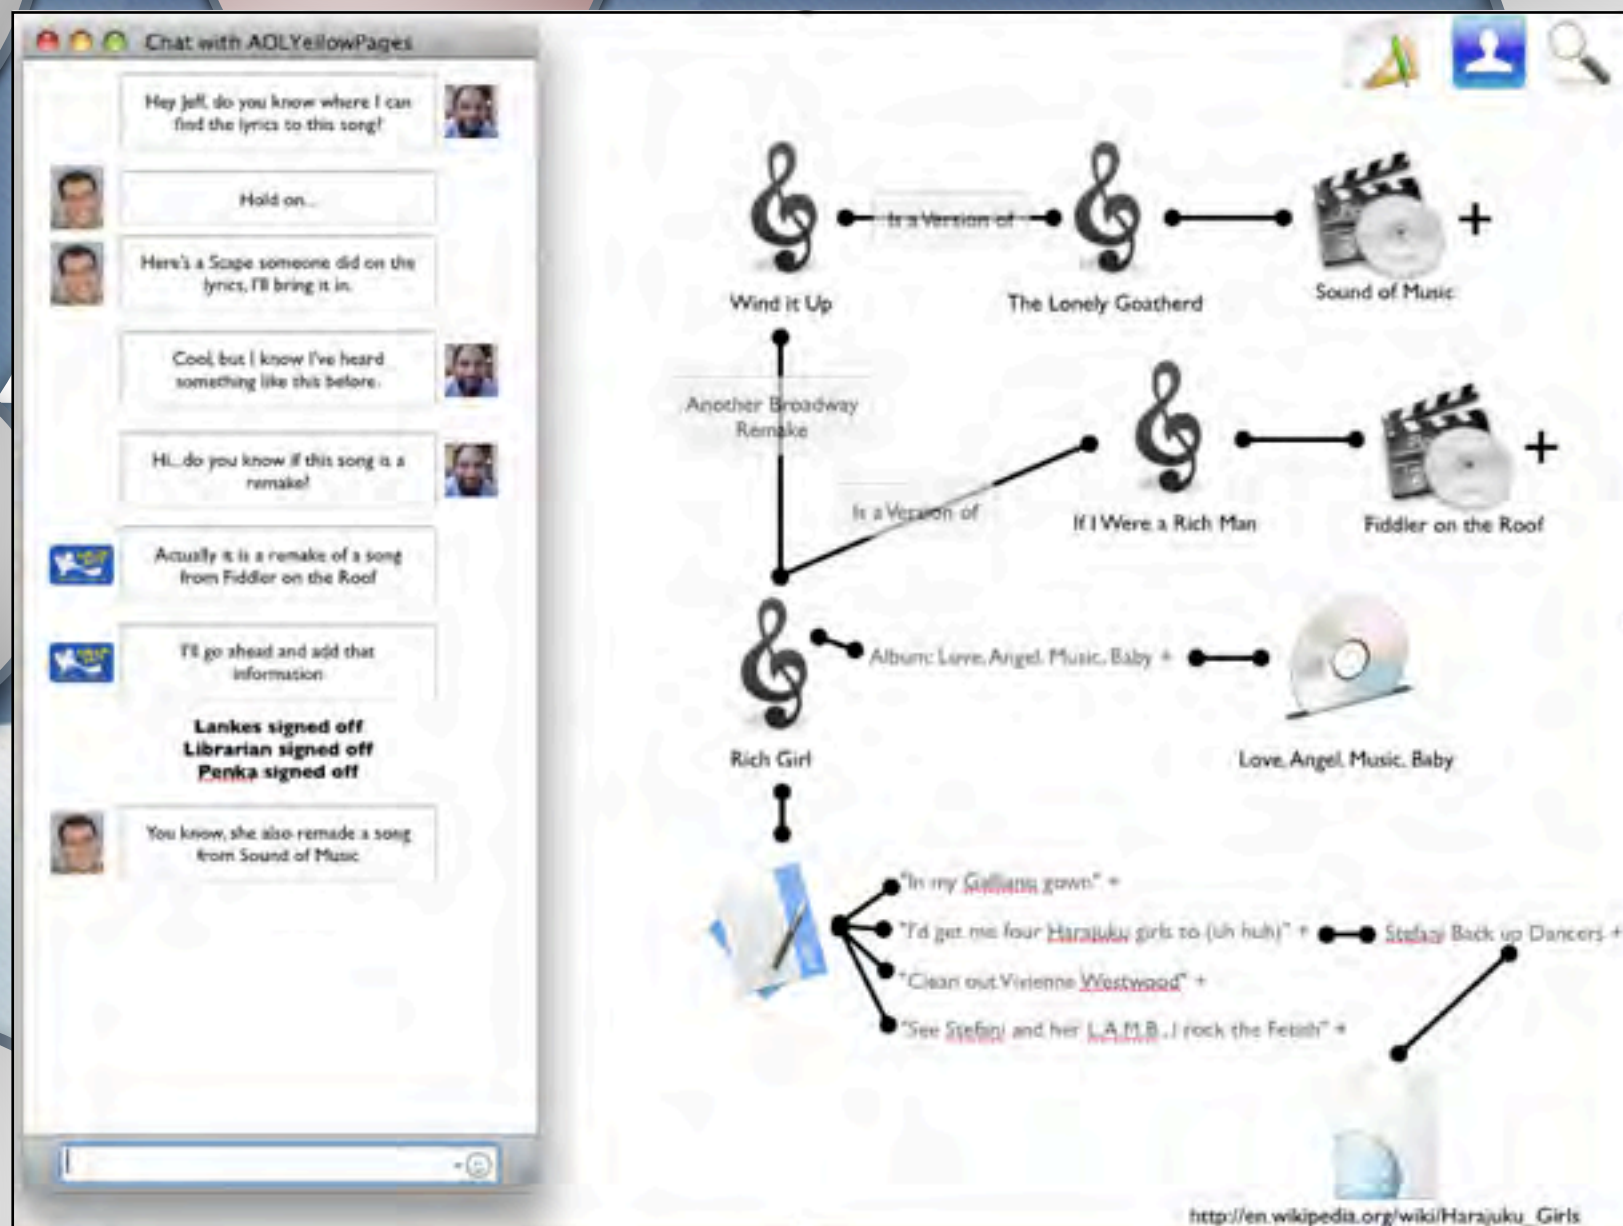 Chat with AOLYellowPages
Hey Jeff, do you know where I can
find the lyrics to this song?
Hold on...
Here's a Scape someone did on the
lyrics, I'll bring it in.
Cool, but I know I've heard
something like this before.
Hi...do you know if this song is a
remake?
Actually it is a remake of a song
from Fiddler on the Roof
I'll go ahead and add that
information
Lankes signed off
Librarian signed off
Penka signed off
You know, she also remade a song
from Sound of Music
Is a Version of
Wind it Up
The Lonely Goatherd
Sound of Music
+
Another Broadway
Remake
Is a Version of
If I Were a Rich Man
Fiddler on the Roof
+
Album: Love, Angel, Music, Baby +
Rich Girl
Love, Angel, Music, Baby
"In my Galliano gown" +
"I'd get me four Harajuku girls to (uh huh)" +
Stefani Back up Dancers +
"Clean out Vivienne Westwood" +
"See Stefani and her L.A.M.B., I rock the Fetish" +
http://en.wikipedia.org/wiki/Harajuku_Girls